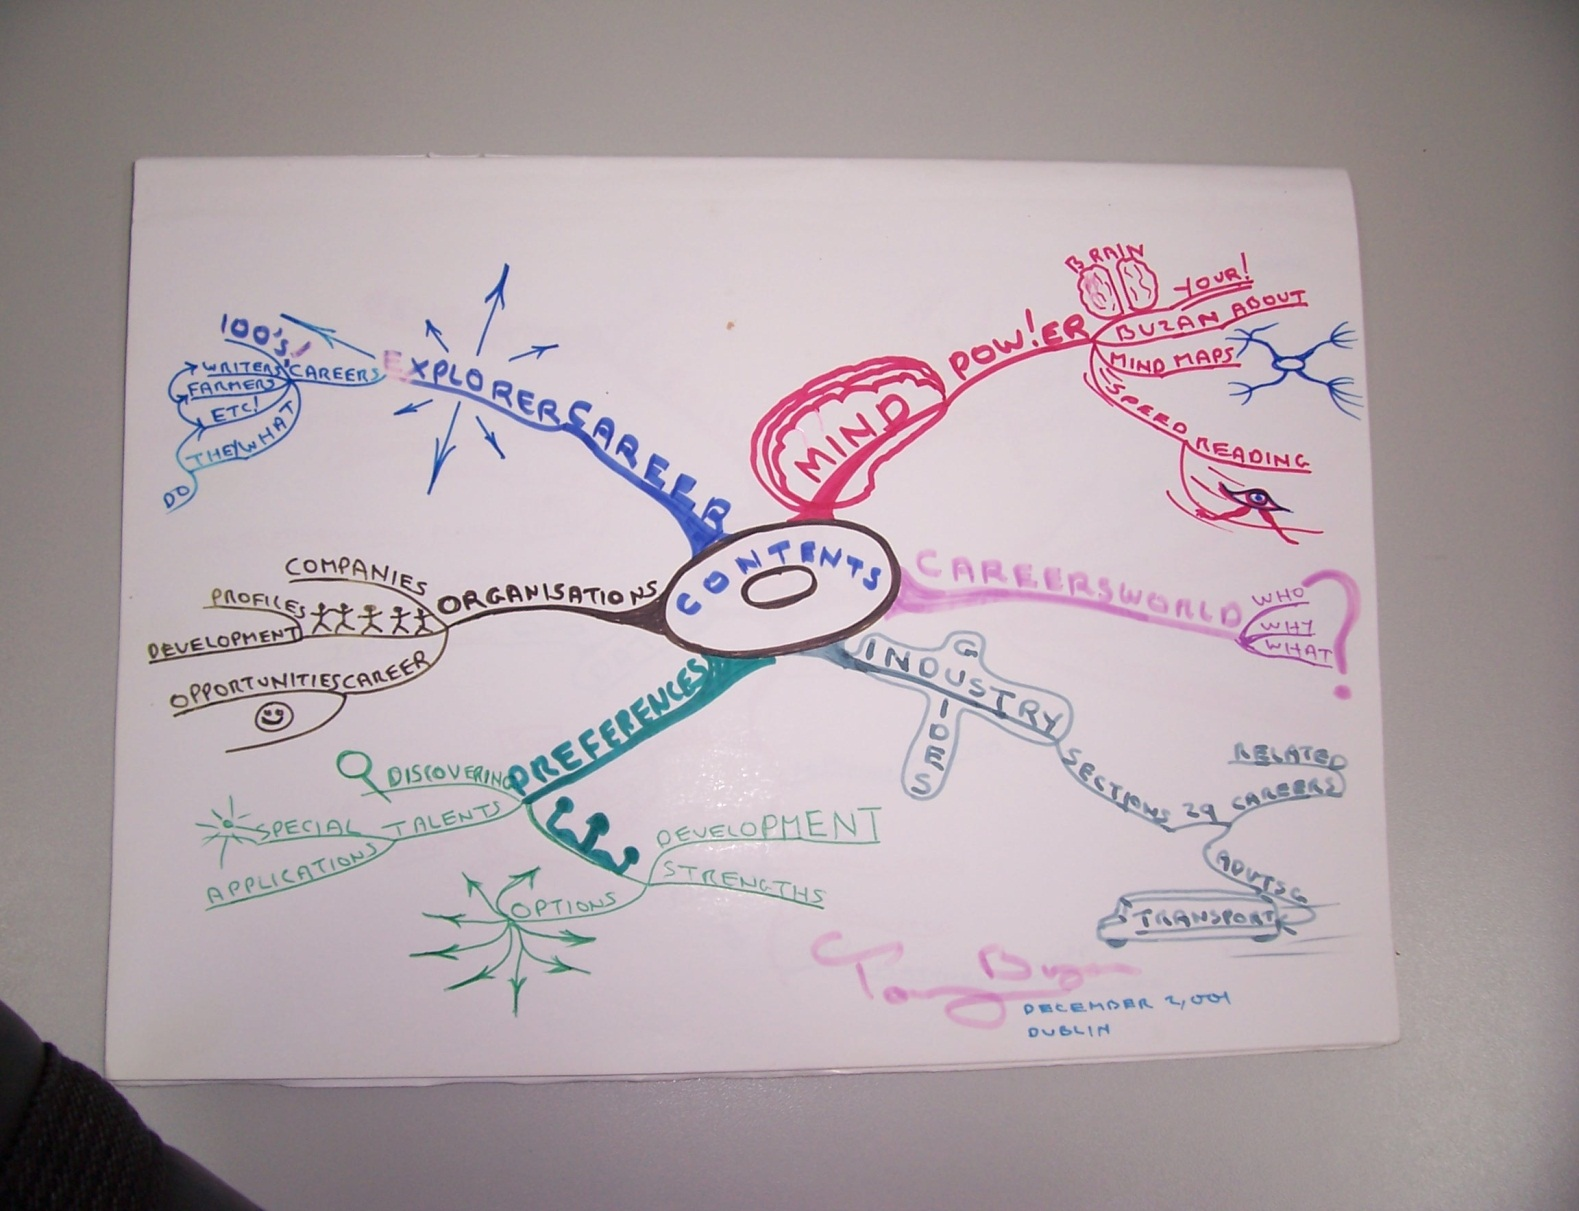 CONTENTS
MIND
POW!ER
BRAIN
YOUR!
BUZAN ABOUT
MIND MAPS
SPEED READING
CAREERSWORLD
WHO
WHY
WHAT
?
INDUSTRY
GUIDES
SECTIONS 29
RELATED
CAREERS
TRANSPORT
PREFERENCES
DISCOVERING
TALENTS
SPECIAL
APPLICATIONS
DEVELOPMENT
STRENGTHS
OPTIONS
ORGANISATIONS
COMPANIES
PROFILES
DEVELOPMENT
CAREER
OPPORTUNITIES
CAREER
EXPLORER
CAREERS
100's!
WRITERS
FARMERS
ETC!
WHAT
THEY
DO
Tony Buzan
DECEMBER 2,001
DUBLIN